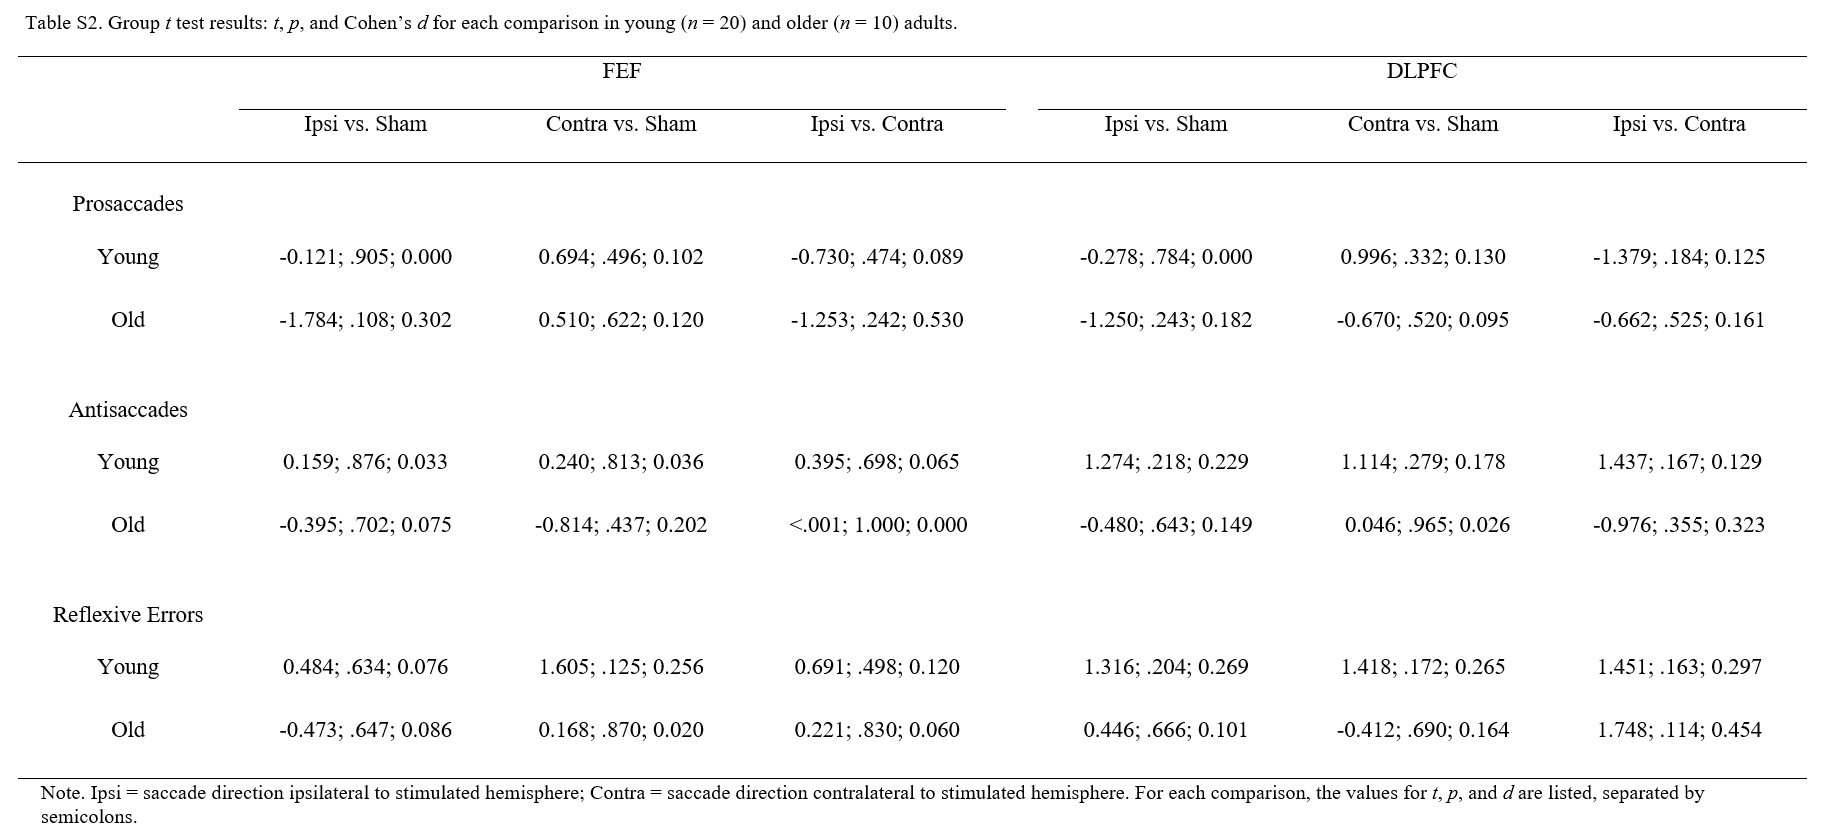 Table S2. Group t test results: t, p, and Cohen’s d for each comparison in young (n = 20) and older (n = 10) adults.
FEF DLPFC
Ipsi vs. Sham Contra vs. Sham Ipsi vs. Contra Ipsi vs. Sham Contra vs. Sham Ipsi vs. Contra
Prosaccades
Young -0.121; .905; 0.000 0.694; .496; 0.102 -0.730; .474; 0.089 -0.278; .784; 0.000 0.996; .332; 0.130 -1.379; .184; 0.125
Old -1.784; .108; 0.302 0.510; .622; 0.120 -1.253; .242; 0.530 -1.250; .243; 0.182 -0.670; .520; 0.095 -0.662; .525; 0.161
Antisaccades
Young 0.159; .876; 0.033 0.240; .813; 0.036 0.395; .698; 0.065 1.274; .218; 0.229 1.114; .279; 0.178 1.437; .167; 0.129
Old -0.395; .702; 0.075 -0.814; .437; 0.202 <.001; 1.000; 0.000 -0.480; .643; 0.149 0.046; .965; 0.026 -0.976; .355; 0.323
Reflexive Errors
Young 0.484; .634; 0.076 1.605; .125; 0.256 0.691; .498; 0.120 1.316; .204; 0.269 1.418; .172; 0.265 1.451; .163; 0.297
Old -0.473; .647; 0.086 0.168; .870; 0.020 0.221; .830; 0.060 0.446; .666; 0.101 -0.412; .690; 0.164 1.748; .114; 0.454
Note. Ipsi = saccade direction ipsilateral to stimulated hemisphere; Contra = saccade direction contralateral to stimulated hemisphere. For each comparison, the values for t, p, and d are listed, separated by
semicolons.